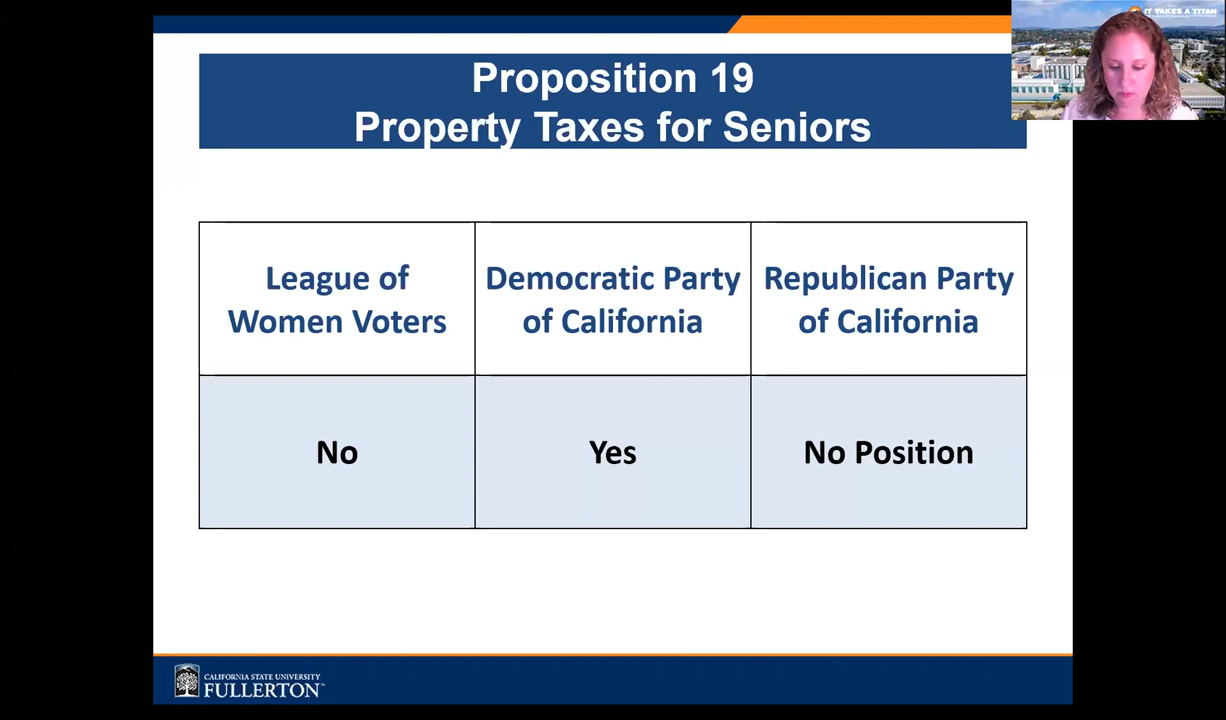 IT TAKES A TITAN
Proposition 19
Property Taxes for Seniors
League of
Women Voters
Democratic Party
of California
Republican Party
of California
No
Yes
No Position
CALIFORNIA STATE UNIVERSITY
FULLERTON™